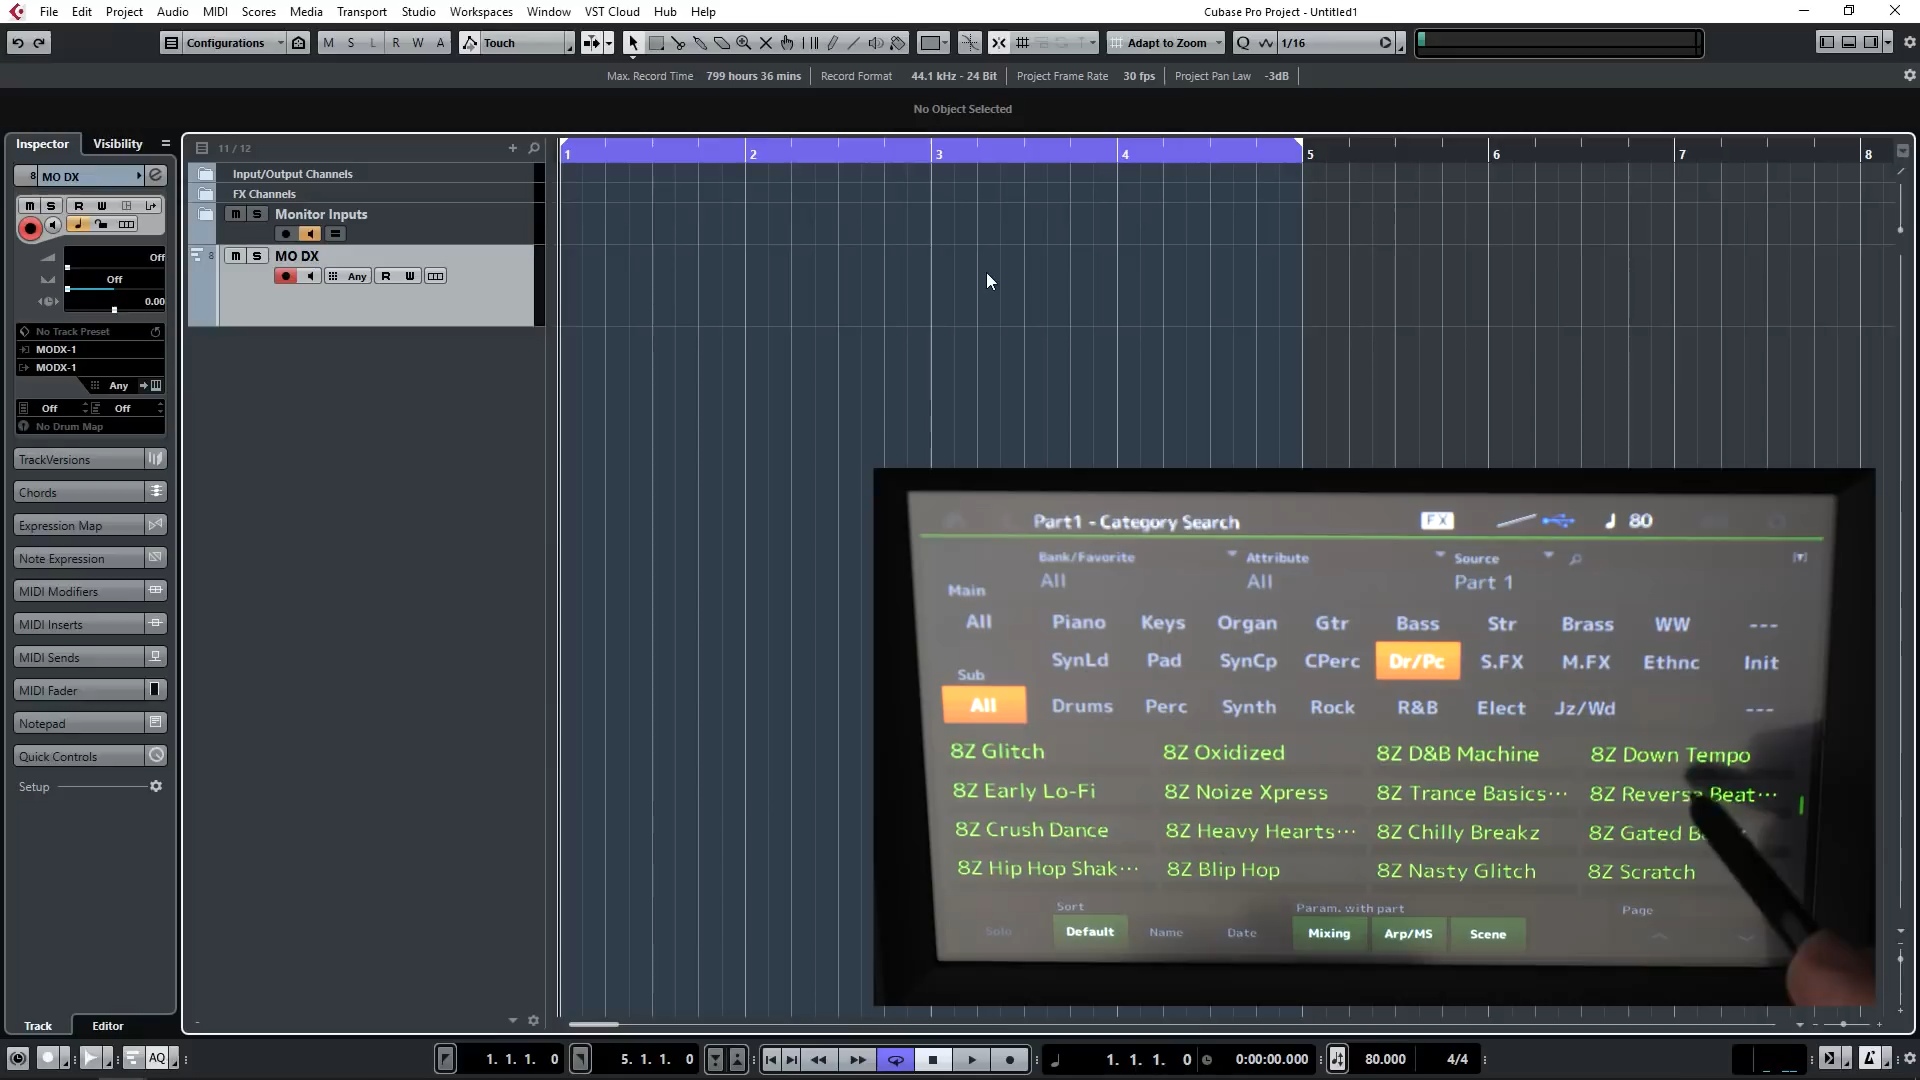 File Edit Project Audio MIDI Scores Media Transport Studio Workspaces Window VST Cloud Hub Help
Cubase Pro Project - Untitled1
Configurations M S L R W A Touch Adapt to Zoom Q 1/16
Max. Record Time 799 hours 36 mins Record Format 44.1 kHz - 24 Bit Project Frame Rate 30 fps Project Pan Law -3dB
No Object Selected
Inspector Visibility
11 / 12
1 2 3 4 5 6 7 8
8 MO DX
m S R W
Off
Off
0.00
No Track Preset
MODX-1
MODX-1
Any
Off Off
No Drum Map
TrackVersions
Chords
Expression Map
Note Expression
MIDI Modifiers
MIDI Inserts
MIDI Sends
MIDI Fader
Notepad
Quick Controls
Setup
Track Editor
Input/Output Channels
FX Channels
m S Monitor Inputs
8 m S MO DX
Any R W
Part1 - Category Search FX 80
Bank/Favorite Attribute Source
All All Part 1
Main
All Piano Keys Organ Gtr Bass Str Brass WW ---
SynLd Pad SynCp CPerc Dr/Pc S.FX M.FX Ethnc Init
Sub
All Drums Perc Synth Rock R&B Elect Jz/Wd ---
8Z Glitch 8Z Oxidized 8Z D&B Machine 8Z Down Tempo
8Z Early Lo-Fi 8Z Noize Xpress 8Z Trance Basics… 8Z Reverse Beat…
8Z Crush Dance 8Z Heavy Hearts… 8Z Chilly Breakz 8Z Gated
8Z Hip Hop Shak… 8Z Blip Hop 8Z Nasty Glitch 8Z Scratch
Sort Param. with part Page
Solo Default Name Date Mixing Arp/MS Scene
AQ 1. 1. 1. 0 5. 1. 1. 0 1. 1. 1. 0 0:00:00.000 80.000 4/4